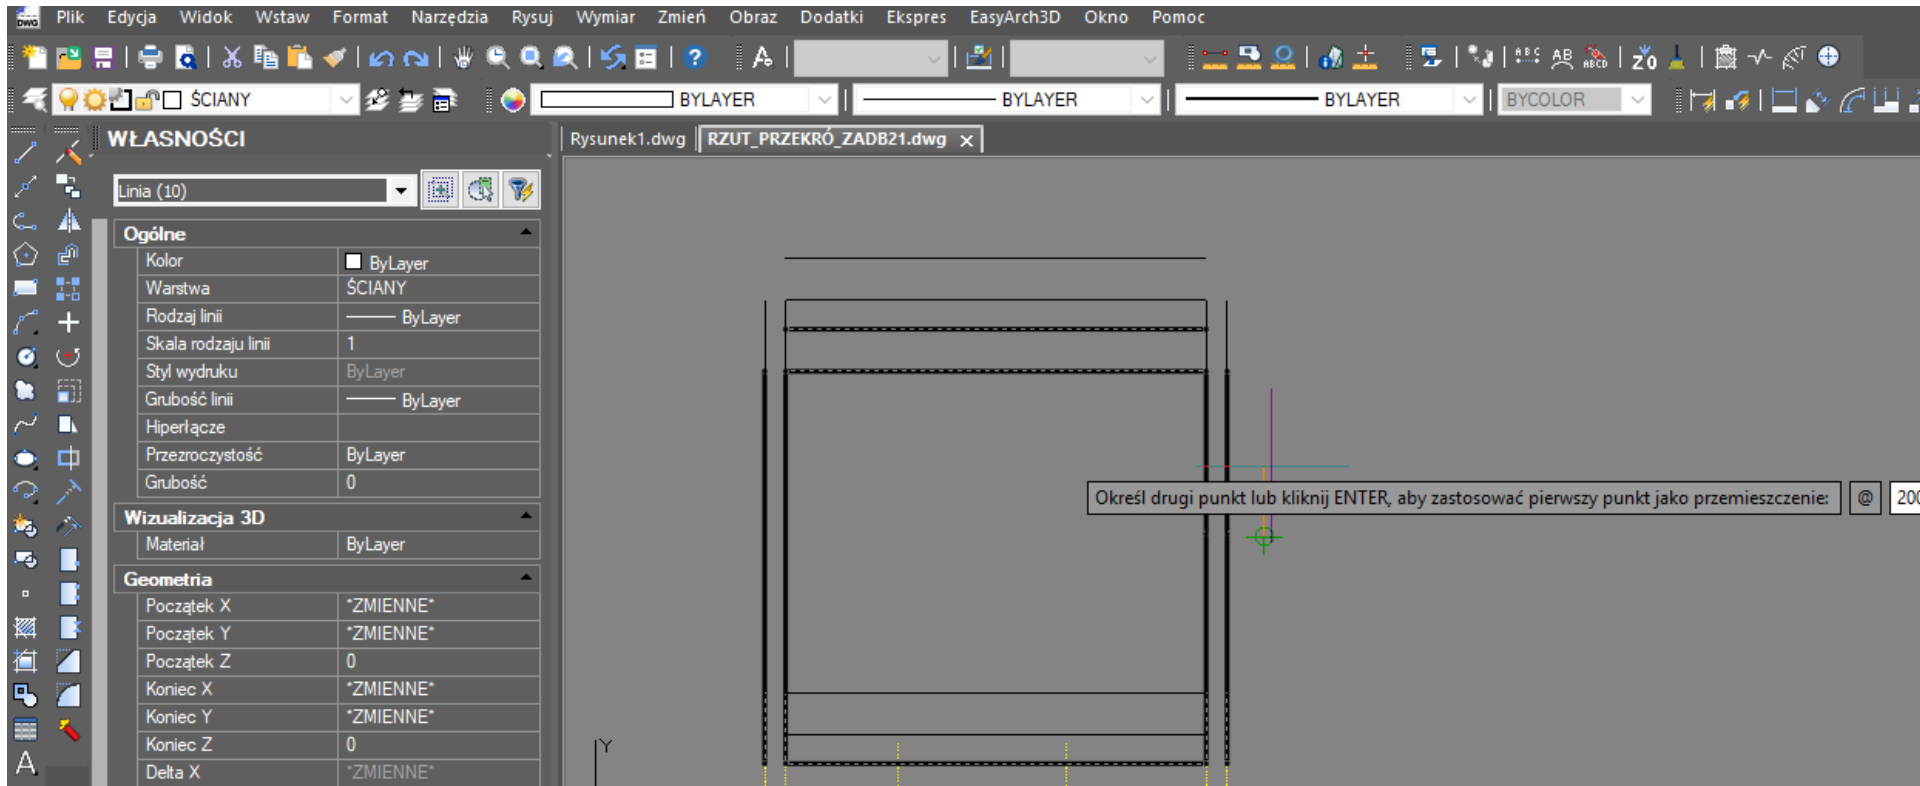 Plik Edycja Widok Wstaw Format Narzędzia Rysuj Wymiar Zmień Obraz Dodatki Ekspres EasyArch3D Okno Pomoc
ŚCIANY BYLAYER BYLAYER BYLAYER BYCOLOR
WŁASNOŚCI
Rysunek1.dwg RZUT_PRZEKRÓ_ZADB21.dwg
Linia (10)
Ogólne
Kolor ByLayer
Warstwa ŚCIANY
Rodzaj linii ByLayer
Skala rodzaju linii 1
Styl wydruku ByLayer
Grubość linii ByLayer
Hiperłącze
Przezroczystość ByLayer
Grubość 0
Wizualizacja 3D
Materiał ByLayer
Geometria
Początek X *ZMIENNE*
Początek Y *ZMIENNE*
Początek Z 0
Koniec X *ZMIENNE*
Koniec Y *ZMIENNE*
Koniec Z 0
Delta X *ZMIENNE*
Określ drugi punkt lub kliknij ENTER, aby zastosować pierwszy punkt jako przemieszczenie: @ 200
Y